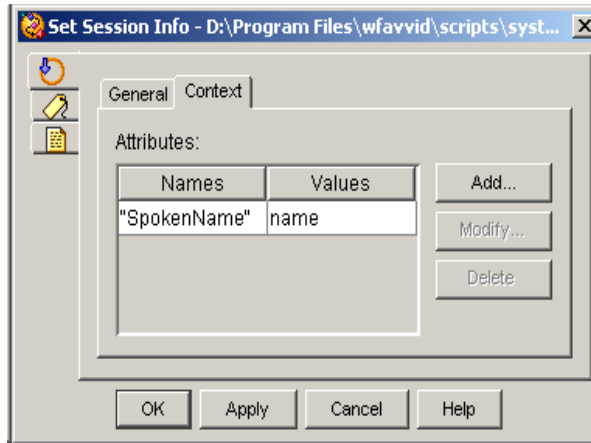 Set Session Info - D:\Program Files\wfavvid\scripts\syst...
General Context
Attributes:
Names Values Add...
"SpokenName" name
Modify...
Delete
OK Apply Cancel Help